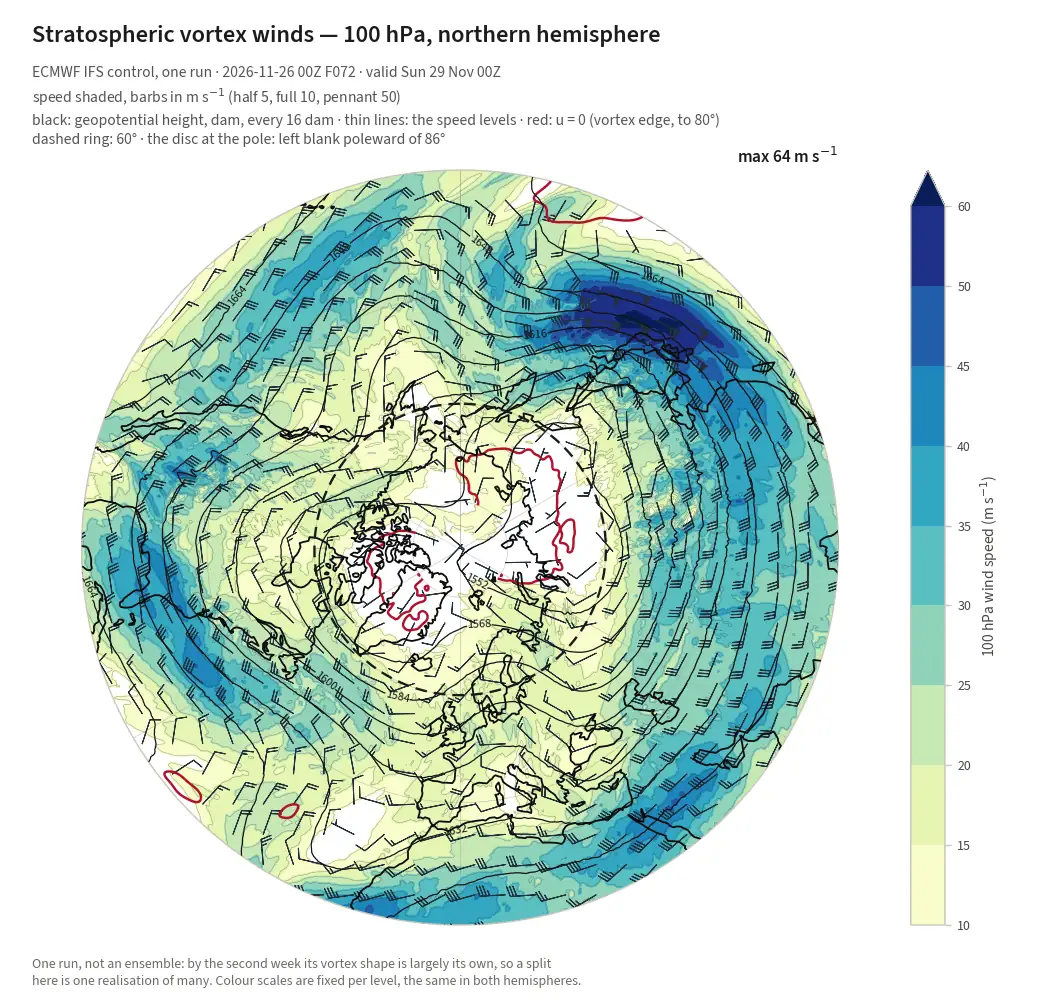 Stratospheric vortex winds — 100 hPa, northern hemisphere
ECMWF IFS control, one run · 2026-11-26 00Z F072 · valid Sun 29 Nov 00Z
speed shaded, barbs in m s⁻¹ (half 5, full 10, pennant 50)
black: geopotential height, dam, every 16 dam · thin lines: the speed levels · red: u = 0 (vortex edge, to 80°)
dashed ring: 60° · the disc at the pole: left blank poleward of 86°
max 64 m s⁻¹
60
50
45
40
35
30
25
20
15
10
100 hPa wind speed (m s⁻¹)
1664
1664
1664
1552
1568
1600
1584
One run, not an ensemble: by the second week its vortex shape is largely its own, so a split
here is one realisation of many. Colour scales are fixed per level, the same in both hemispheres.